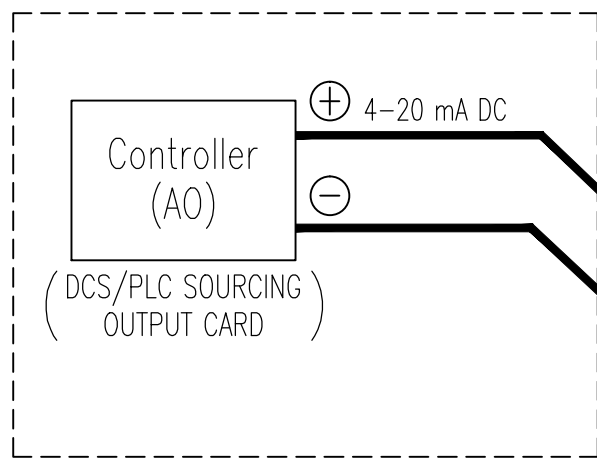 ⊕ 4-20 mA DC
Controller
(AO)
⊖
(DCS/PLC SOURCING
OUTPUT CARD)